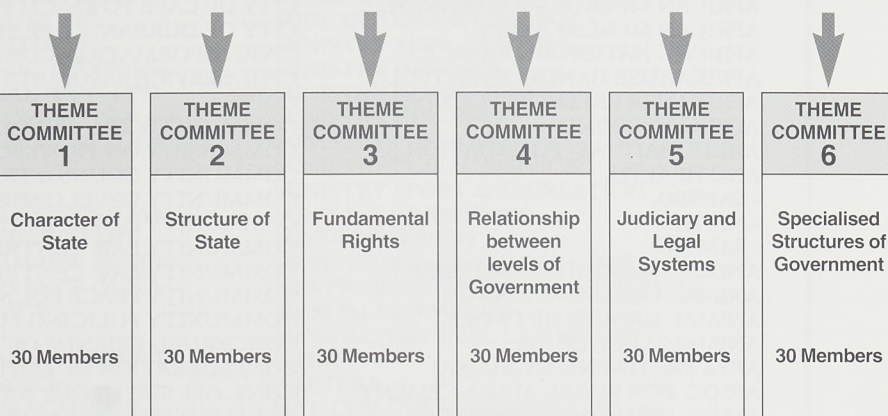 THEME
COMMITTEE
1
Character of
State
30 Members
THEME
COMMITTEE
2
Structure of
State
30 Members
THEME
COMMITTEE
3
Fundamental
Rights
30 Members
THEME
COMMITTEE
4
Relationship
between
levels of
Government
30 Members
THEME
COMMITTEE
5
Judiciary and
Legal
Systems
30 Members
THEME
COMMITTEE
6
Specialised
Structures of
Government
30 Members